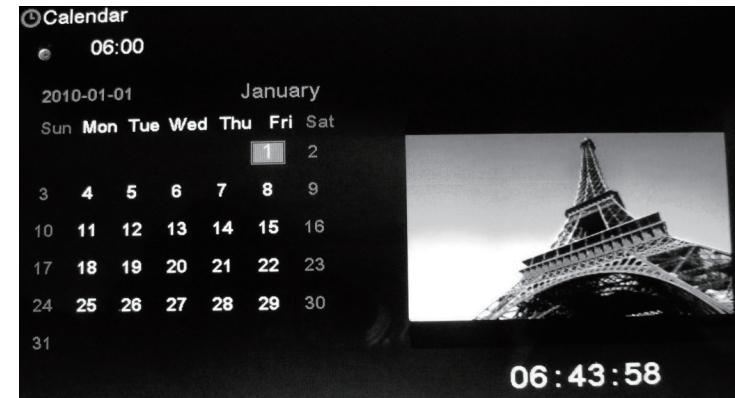 Calendar
06:00
2010-01-01 January
Sun Mon Tue Wed Thu Fri Sat
1 2
3 4 5 6 7 8 9
10 11 12 13 14 15 16
17 18 19 20 21 22 23
24 25 26 27 28 29 30
31
06:43:58